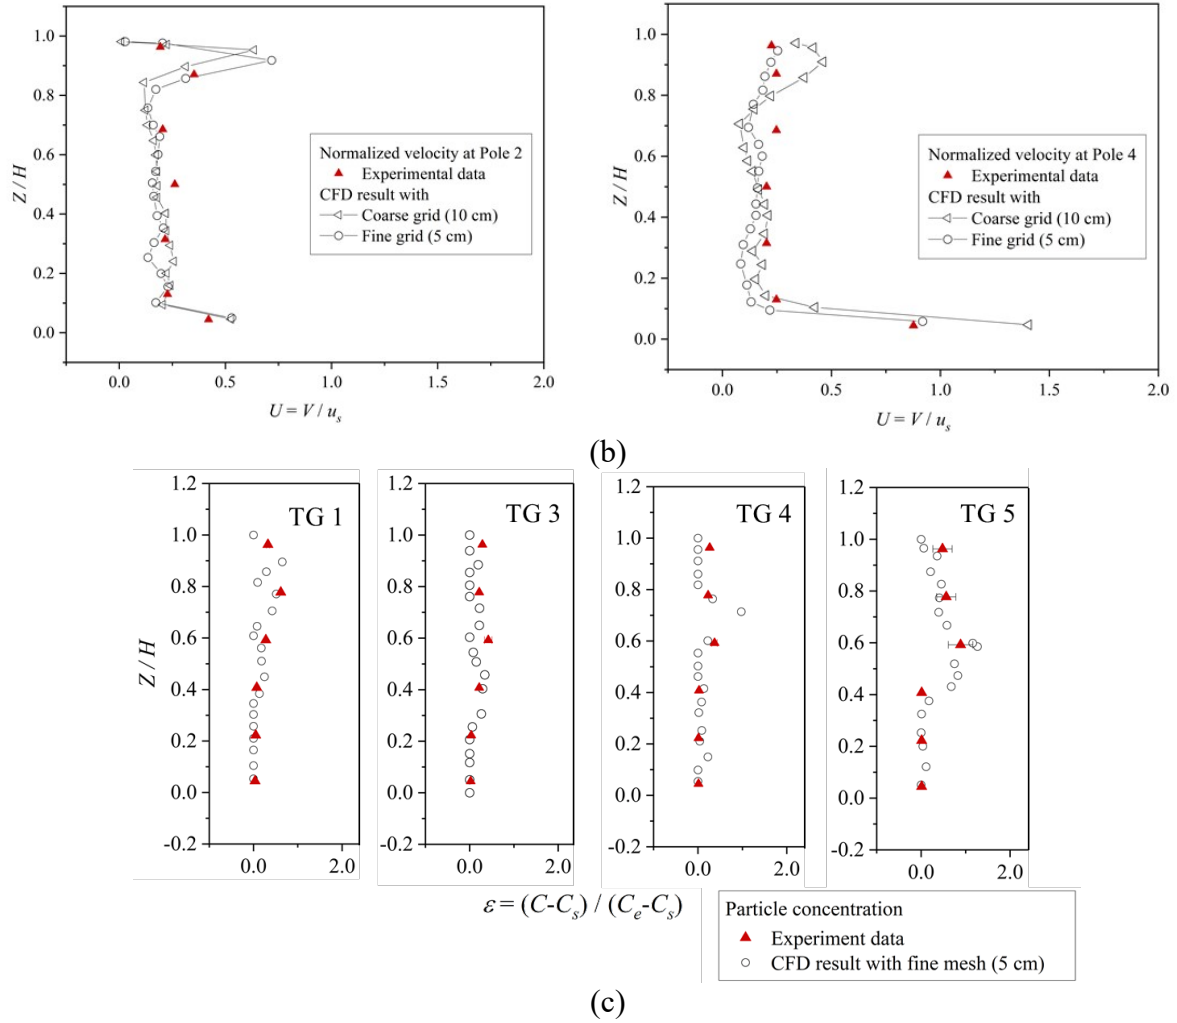 1.0
0.8
0.6
0.4
0.2
0.0
Z / H
Normalized velocity at Pole 2
Experimental data
CFD result with
Coarse grid (10 cm)
Fine grid (5 cm)
0.0 0.5 1.0 1.5 2.0
U = V / us
1.0
0.8
0.6
0.4
0.2
0.0
Z / H
Normalized velocity at Pole 4
Experimental data
CFD result with
Coarse grid (10 cm)
Fine grid (5 cm)
0.0 0.5 1.0 1.5 2.0
U = V / us
(b)
Z / H
1.2
1.0
0.8
0.6
0.4
0.2
0.0
-0.2
TG 1
0.0 2.0
1.2
1.0
0.8
0.6
0.4
0.2
0.0
-0.2
TG 3
0.0 2.0
1.2
1.0
0.8
0.6
0.4
0.2
0.0
-0.2
TG 4
0.0 2.0
1.2
1.0
0.8
0.6
0.4
0.2
0.0
-0.2
TG 5
0.0 2.0
ε = (C-Cs) / (Ce-Cs)
Particle concentration
Experiment data
CFD result with fine mesh (5 cm)
(c)